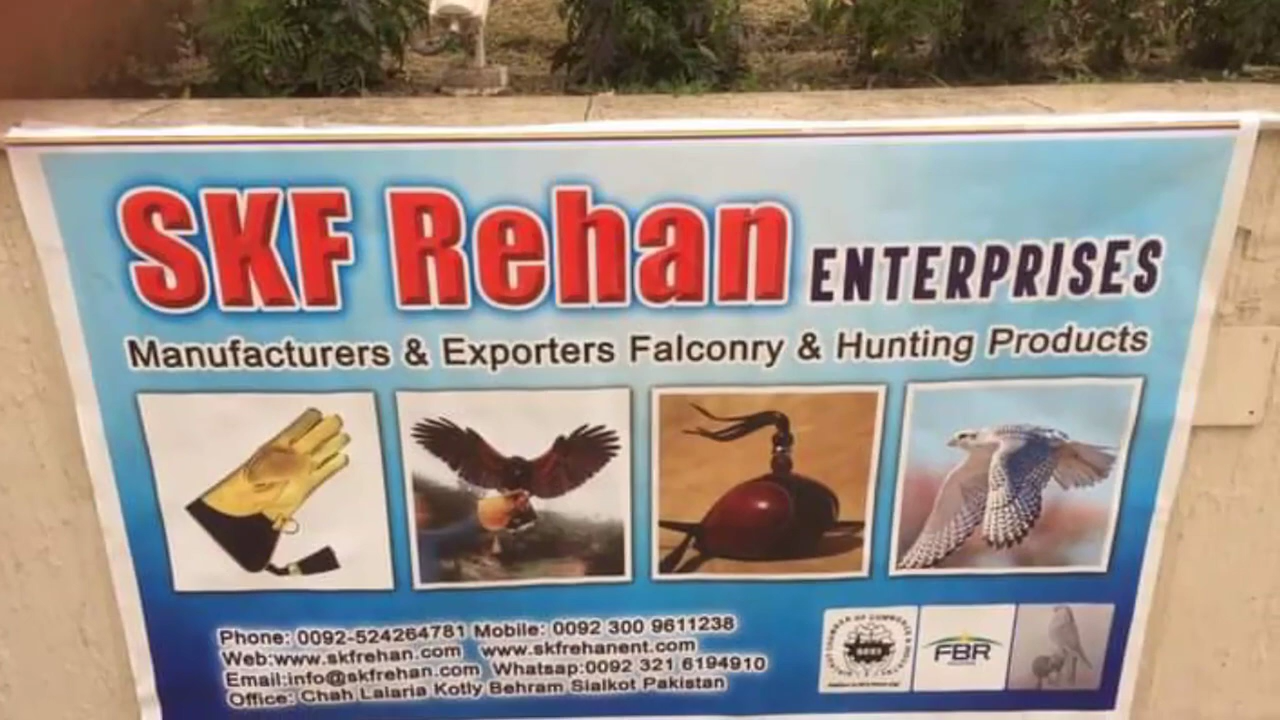 SKF Rehan ENTERPRISES
Manufacturers & Exporters Falconry & Hunting Products
Phone: 0092-524264781 Mobile: 0092 300 9611238
Web:www.skfrehan.com www.skfrehanent.com
Email:info@skfrehan.com Whatsap:0092 321 6194910
Office: Chah Lalaria Kotly Behram Sialkot Pakistan
FBR